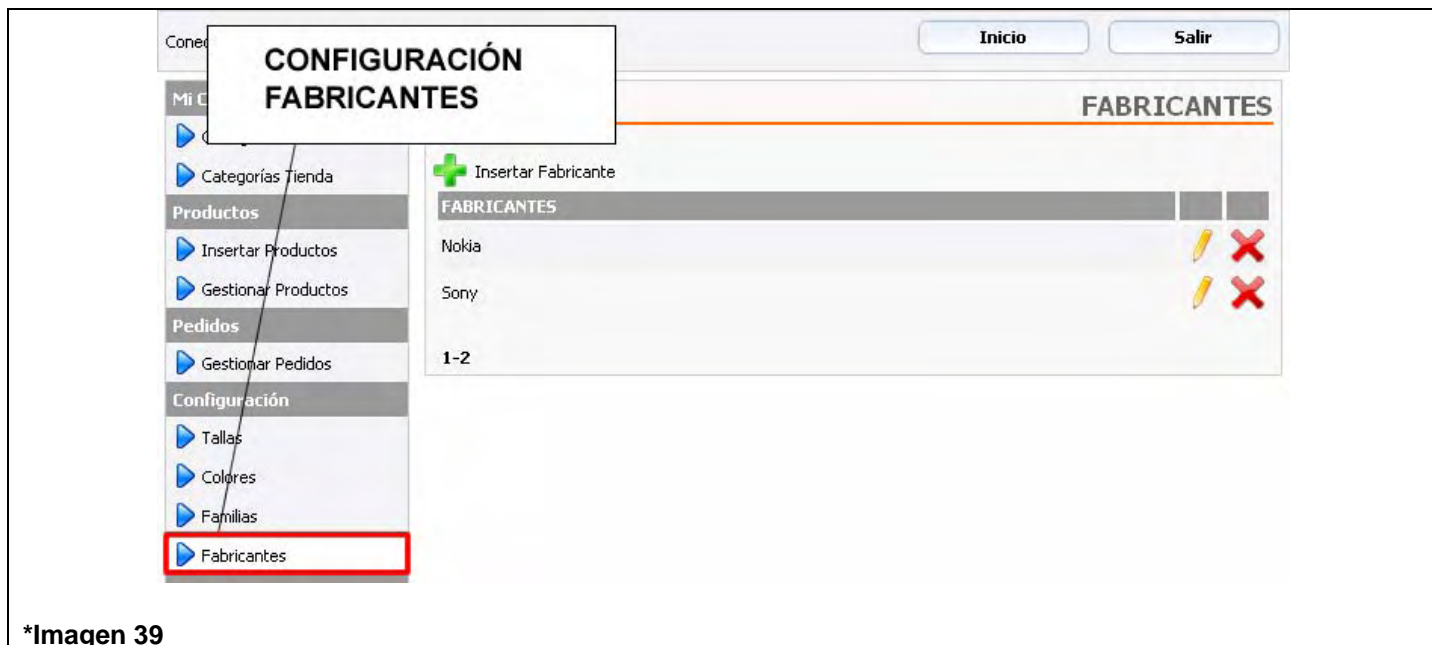 Inicio
Salir
CONFIGURACIÓN
FABRICANTES
FABRICANTES
Categorías Tienda
Productos
Insertar Productos
Gestionar Productos
Pedidos
Gestionar Pedidos
Configuración
Tallas
Colores
Familias
Fabricantes
Insertar Fabricante
FABRICANTES
Nokia
Sony
1-2
*Imagen 39